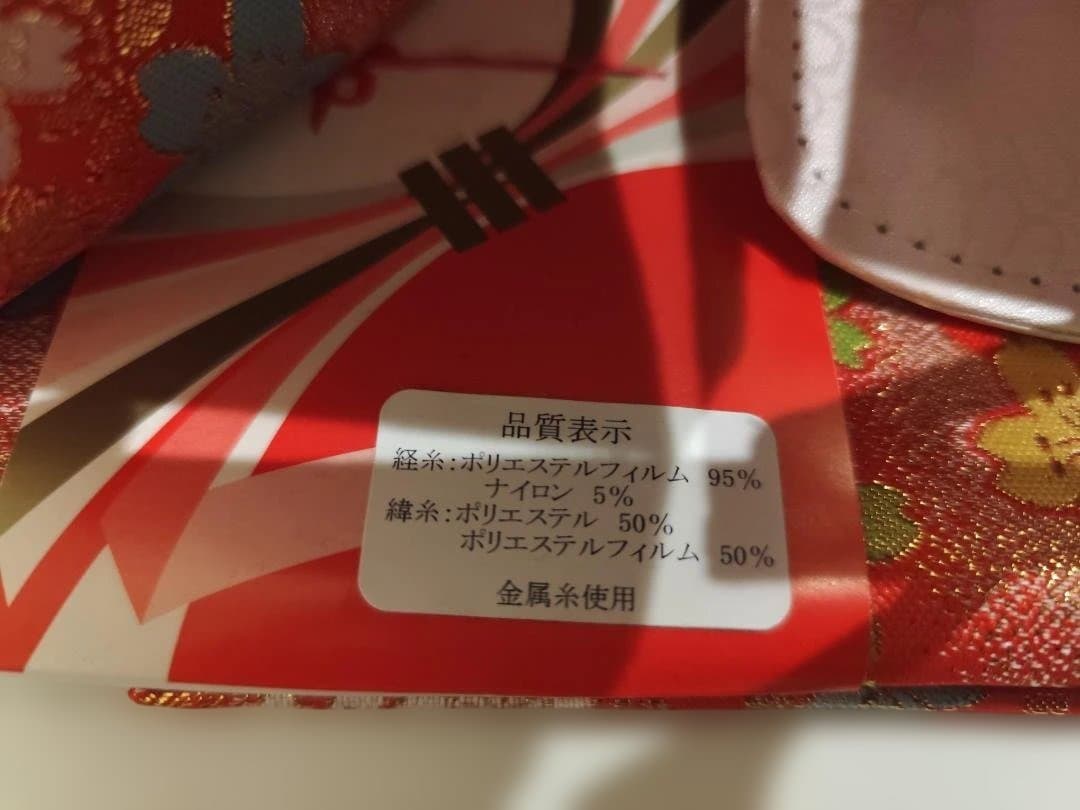 品質表示
経糸:ポリエステルフィルム 95%
ナイロン 5%
緯糸:ポリエステル 50%
ポリエステルフィルム 50%
金属糸使用